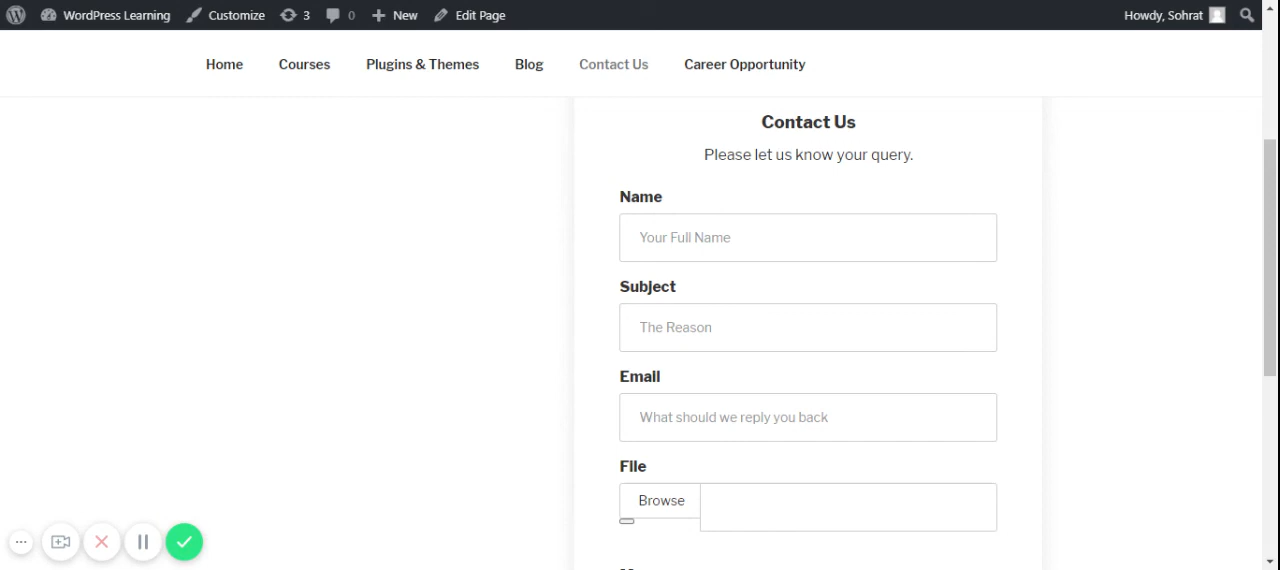 WordPress Learning Customize 3 0 New Edit Page Howdy, Sohrat
Home Courses Plugins & Themes Blog Contact Us Career Opportunity
Contact Us
Please let us know your query.
Name
Your Full Name
Subject
The Reason
Email
What should we reply you back
File
Browse